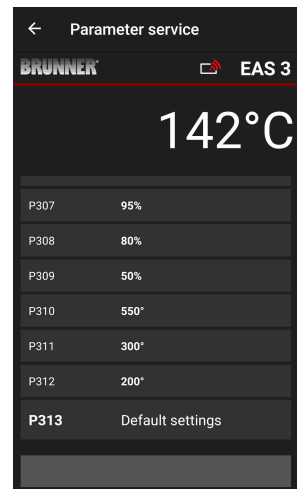 ← Parameter service
BRUNNER EAS 3
142°C
P307 95%
P308 80%
P309 50%
P310 550°
P311 300°
P312 200°
P313 Default settings